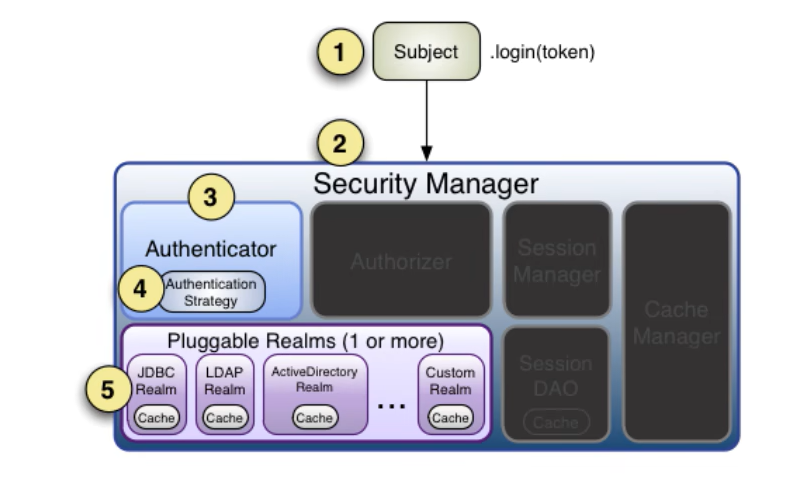 1
Subject
.login(token)
2
Security Manager
3
Authenticator
4
Authentication
Strategy
Authorizer
Session
Manager
Cache
Manager
Pluggable Realms (1 or more)
5
JDBC
Realm
Cache
LDAP
Realm
Cache
ActiveDirectory
Realm
Cache
...
Custom
Realm
Cache
Session
DAO
Cache